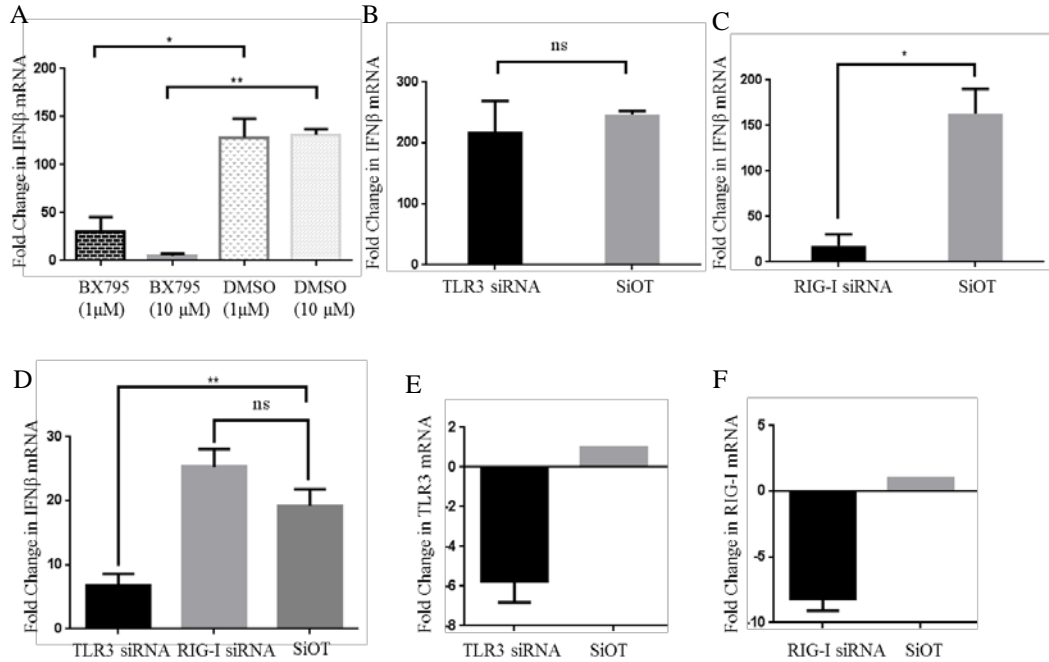 A
*
**
Fold Change in IFNβ mRNA
200
150
100
50
0
BX795 (1μM)
BX795 (10 μM)
DMSO (1μM)
DMSO (10 μM)
B
ns
Fold Change in IFNβ mRNA
300
200
100
0
TLR3 siRNA
SiOT
C
*
Fold Change in IFNβ mRNA
200
150
100
50
0
RIG-I siRNA
SiOT
D
**
ns
Fold Change in IFNβ mRNA
30
20
10
0
TLR3 siRNA
RIG-I siRNA
SiOT
E
Fold Change in TLR3 mRNA
2
0
-2
-4
-6
-8
TLR3 siRNA
SiOT
F
Fold Change in RIG-I mRNA
5
0
-5
-10
RIG-I siRNA
SiOT